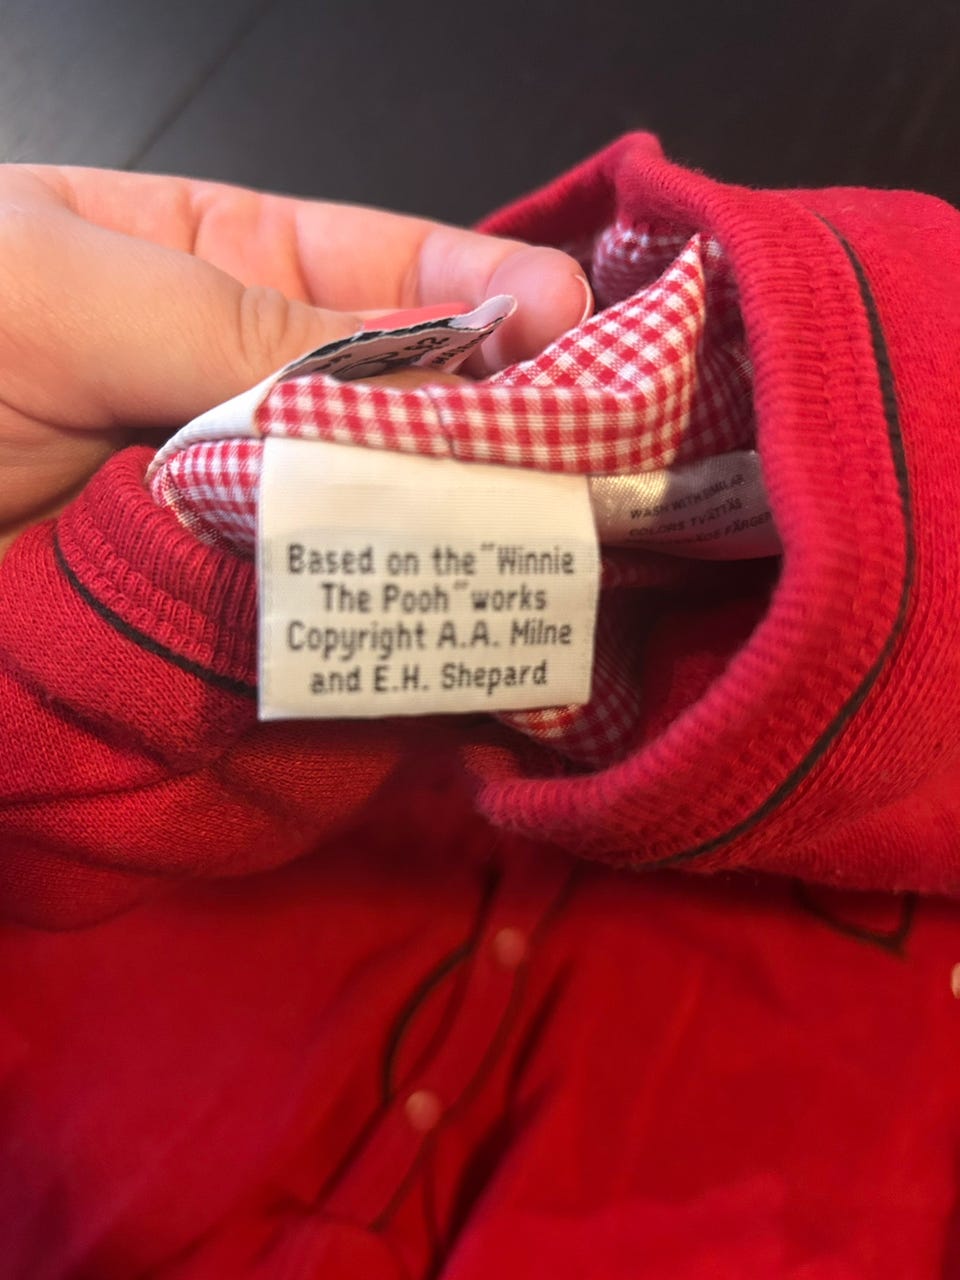 Based on the "Winnie
The Pooh" works
Copyright A.A. Milne
and E.H. Shepard
WASH WITH SIMILAR
COLORS TVÄTTAS